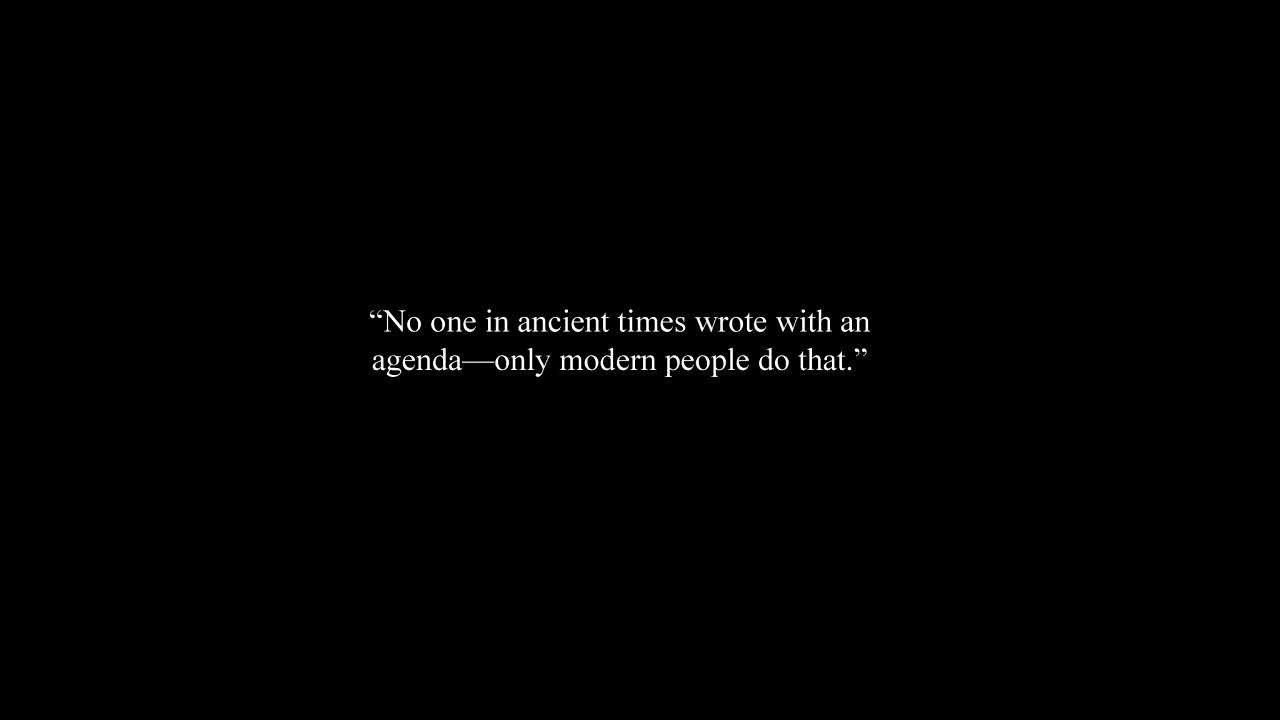 “No one in ancient times wrote with an
agenda—only modern people do that.”